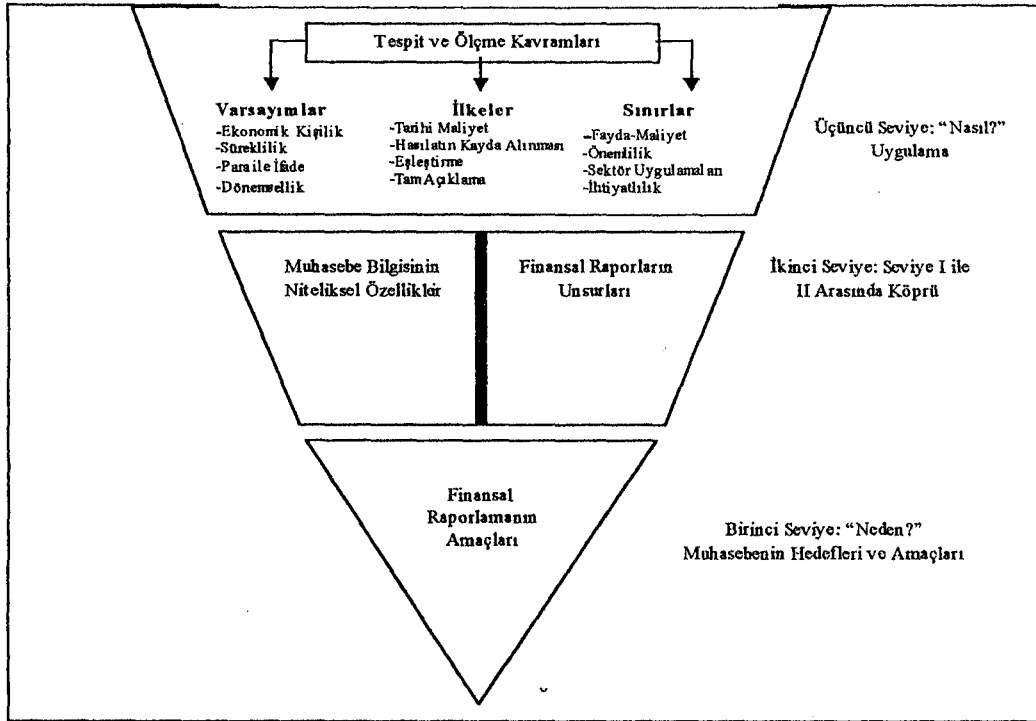 Tespit ve Ölçme Kavramları
Varsayımlar
-Ekonomik Kişilik
-Süreklilik
-Para ile İfade
-Dönemsellik
İlkeler
-Tarihi Maliyet
-Hasılatın Kayda Alınması
-Eşleştirme
-Tam Açıklama
Sınırlar
-Fayda-Maliyet
-Önemlilik
-Sektör Uygulamaları
-İhtiyatlılık
Üçüncü Seviye: “Nasıl?”
Uygulama
Muhasebe Bilgisinin
Niteliksel Özellikler
Finansal Raporların
Unsurları
İkinci Seviye: Seviye I ile
II Arasında Köprü
Finansal
Raporlamanın
Amaçları
Birinci Seviye: “Neden?”
Muhasebenin Hedefleri ve Amaçları